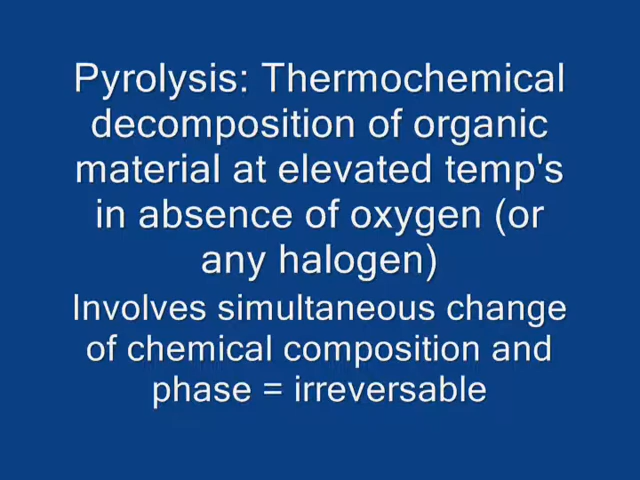 Pyrolysis: Thermochemical
decomposition of organic
material at elevated temp's
in absence of oxygen (or
any halogen)
Involves simultaneous change
of chemical composition and
phase = irreversable